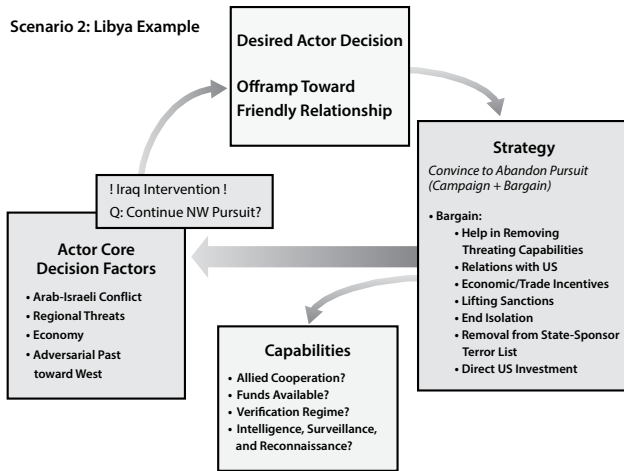 Scenario 2: Libya Example
Desired Actor Decision
Offramp Toward
Friendly Relationship
Strategy
Convince to Abandon Pursuit
(Campaign + Bargain)
• Bargain:
• Help in Removing
Threating Capabilities
• Relations with US
• Economic/Trade Incentives
• Lifting Sanctions
• End Isolation
• Removal from State-Sponsor
Terror List
• Direct US Investment
! Iraq Intervention !
Q: Continue NW Pursuit?
Actor Core
Decision Factors
• Arab-Israeli Conflict
• Regional Threats
• Economy
• Adversarial Past
toward West
Capabilities
• Allied Cooperation?
• Funds Available?
• Verification Regime?
• Intelligence, Surveillance,
and Reconnaissance?